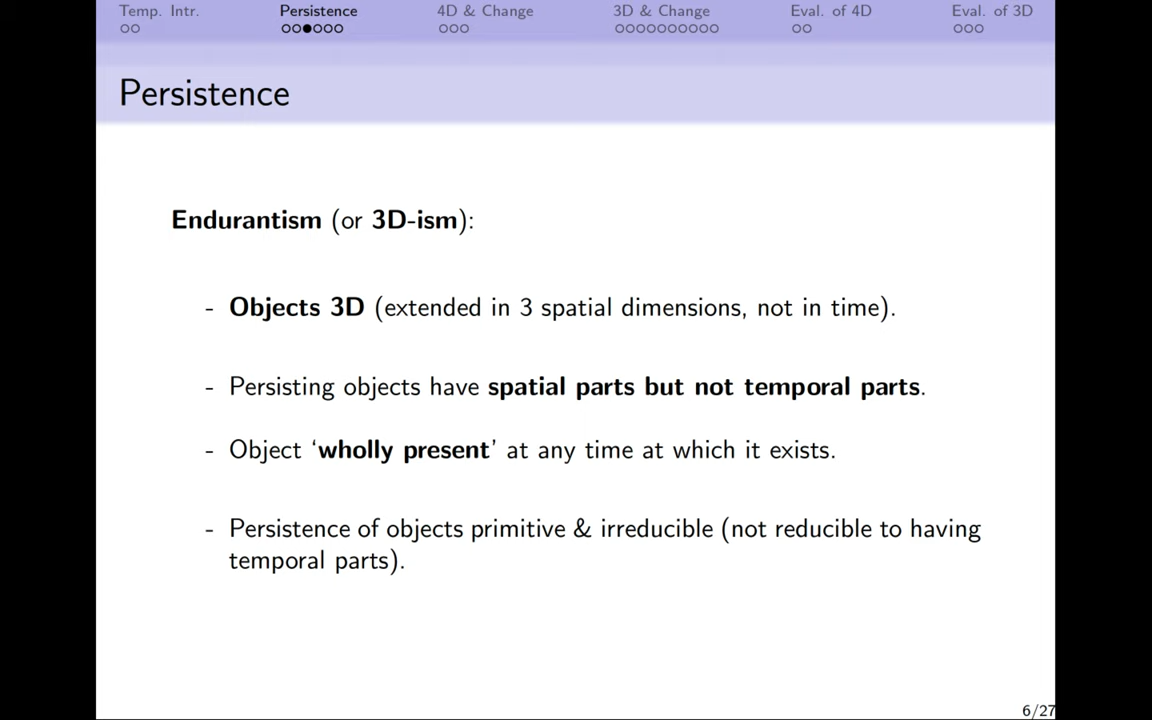 Temp. Intr. Persistence 4D & Change 3D & Change Eval. of 4D Eval. of 3D
Persistence
Endurantism (or 3D-ism):
- Objects 3D (extended in 3 spatial dimensions, not in time).
- Persisting objects have spatial parts but not temporal parts.
- Object ‘wholly present’ at any time at which it exists.
- Persistence of objects primitive & irreducible (not reducible to having
temporal parts).
6/27